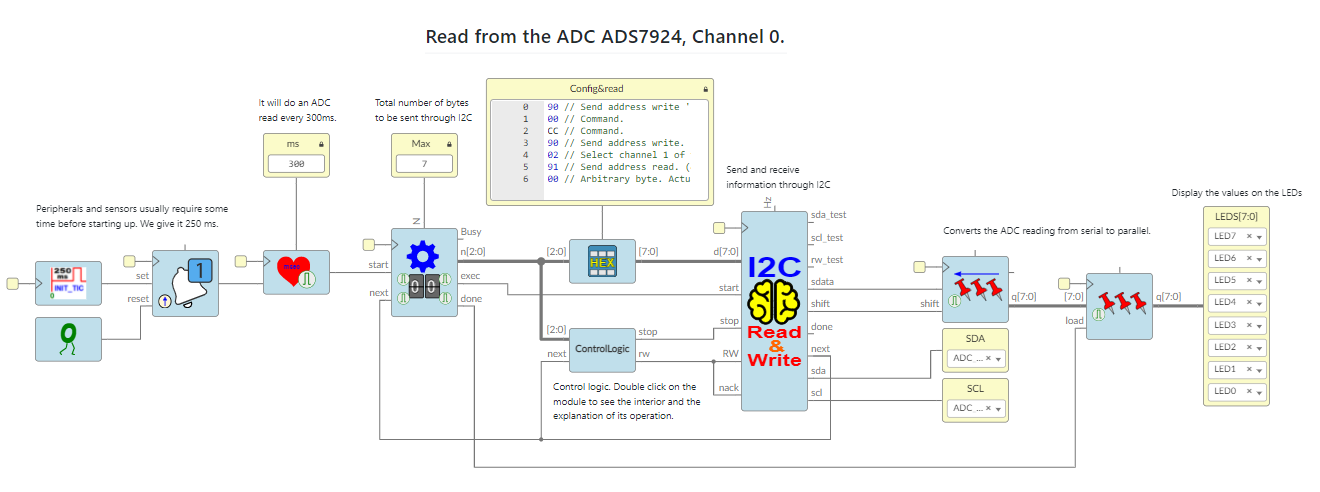 Read from the ADC ADS7924, Channel 0.
It will do an ADC
read every 300ms.
ms
300
Total number of bytes
to be sent through I2C
Max
7
Config&read
0 90 // Send address write '
1 00 // Command.
2 CC // Command.
3 90 // Send address write.
4 02 // Select channel 1 of
5 91 // Send address read. (
6 00 // Arbitrary byte. Actu
Peripherals and sensors usually require some
time before starting up. We give it 250 ms.
250
ms
INIT_TIC
0
set
reset
1
msec
N
start
next
00
Busy
n[2:0]
exec
done
[2:0]
HEX
[7:0]
[2:0]
next
ControlLogic
stop
rw
Control logic. Double click on the
module to see the interior and the
explanation of its operation.
Send and receive
information through I2C
Hz
d[7:0]
start
stop
RW
nack
I2C
Read
&
Write
sda_test
scl_test
rw_test
sdata
shift
done
next
sda
scl
Converts the ADC reading from serial to parallel.
shift
q[7:0]
SDA
ADC ...
SCL
ADC ...
[7:0]
load
q[7:0]
Display the values on the LEDs
LEDS[7:0]
LED7
LED6
LED5
LED4
LED3
LED2
LED1
LED0